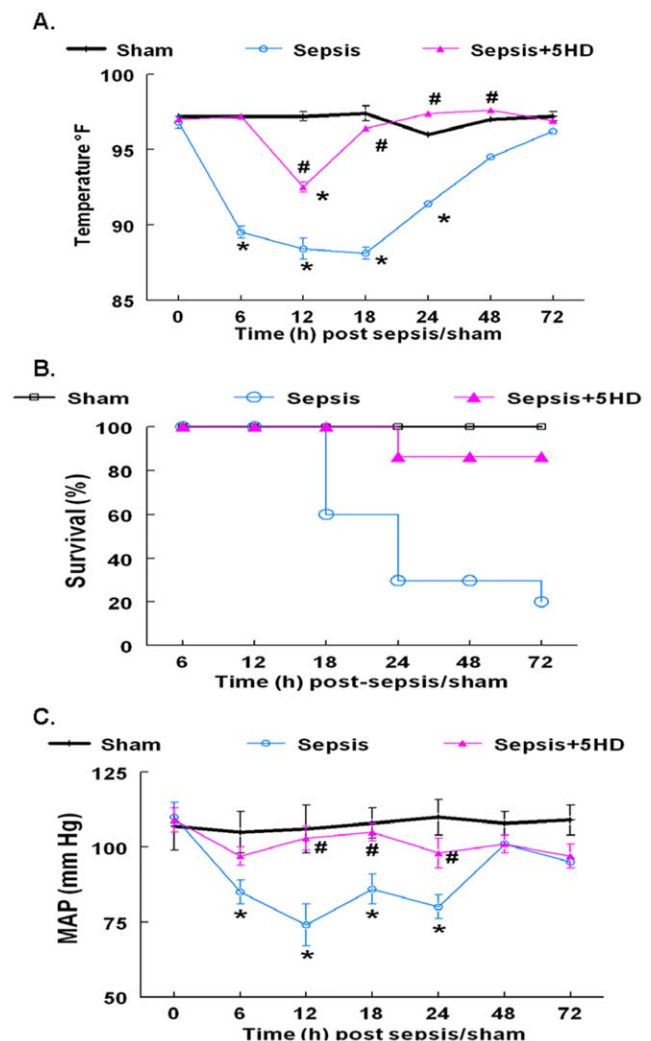 A.
Sham Sepsis Sepsis+5HD
Temperature °F
100
95
90
85
# # # # * * * * *
0 6 12 18 24 48 72
Time (h) post sepsis/sham
B.
Sham Sepsis Sepsis+5HD
Survival (%)
100
80
60
40
20
0
6 12 18 24 48 72
Time (h) post-sepsis/sham
C.
Sham Sepsis Sepsis+5HD
MAP (mm Hg)
125
100
75
50
# # # * * * *
0 6 12 18 24 48 72
Time (h) post sepsis/sham